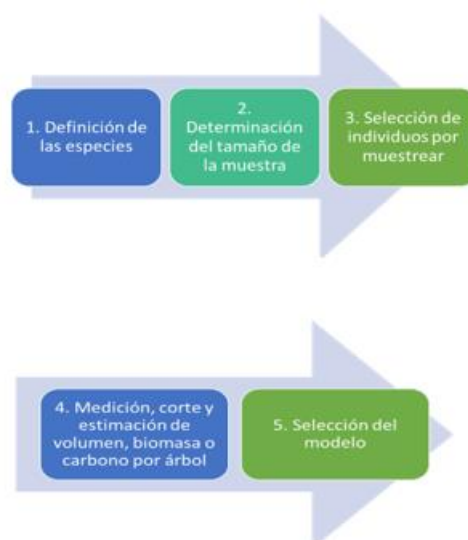 1. Definición de
las especies
2.
Determinación
del tamaño de
la muestra
3. Selección de
individuos por
muestrear
4. Medición, corte y
estimación de
volumen, biomasa o
carbono por árbol
5. Selección del
modelo